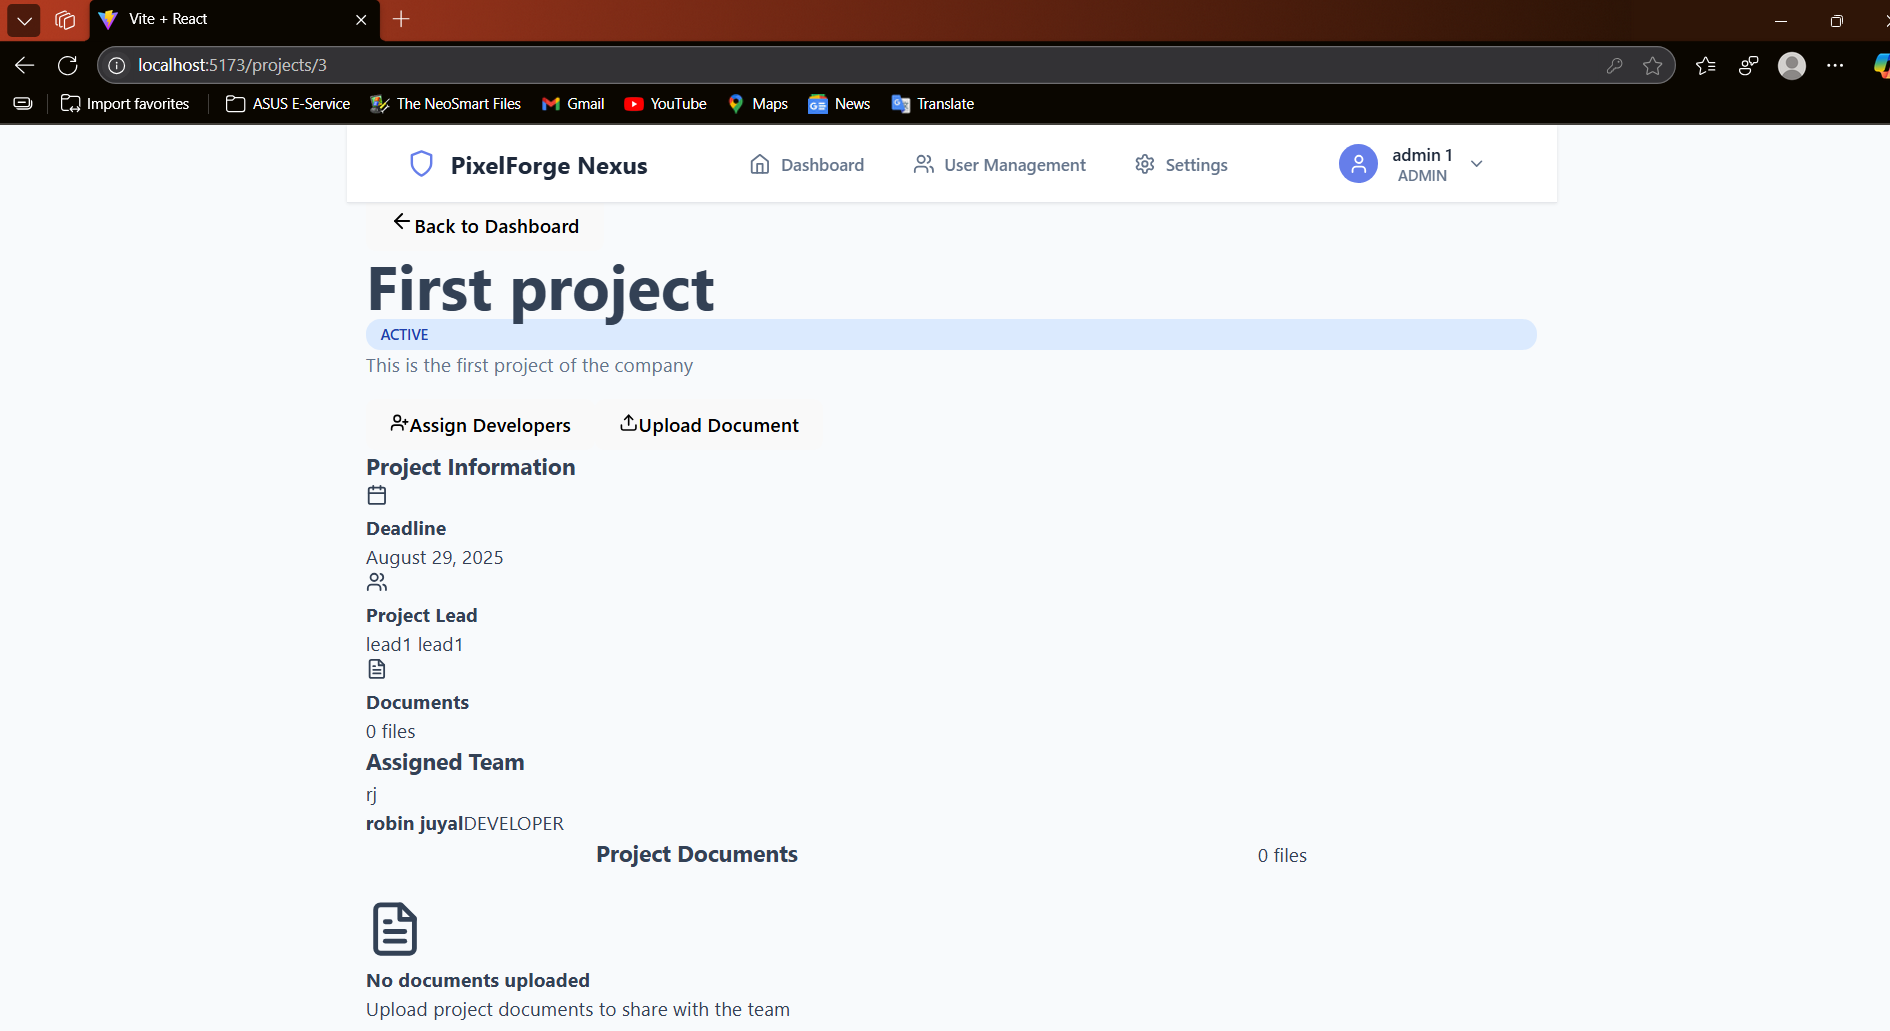 Vite + React
localhost:5173/projects/3
Import favorites ASUS E-Service The NeoSmart Files Gmail YouTube Maps News Translate
PixelForge Nexus Dashboard User Management Settings admin 1
ADMIN
Back to Dashboard
First project
ACTIVE
This is the first project of the company
Assign Developers Upload Document
Project Information
Deadline
August 29, 2025
Project Lead
lead1 lead1
Documents
0 files
Assigned Team
rj
robin juyalDEVELOPER
Project Documents 0 files
No documents uploaded
Upload project documents to share with the team